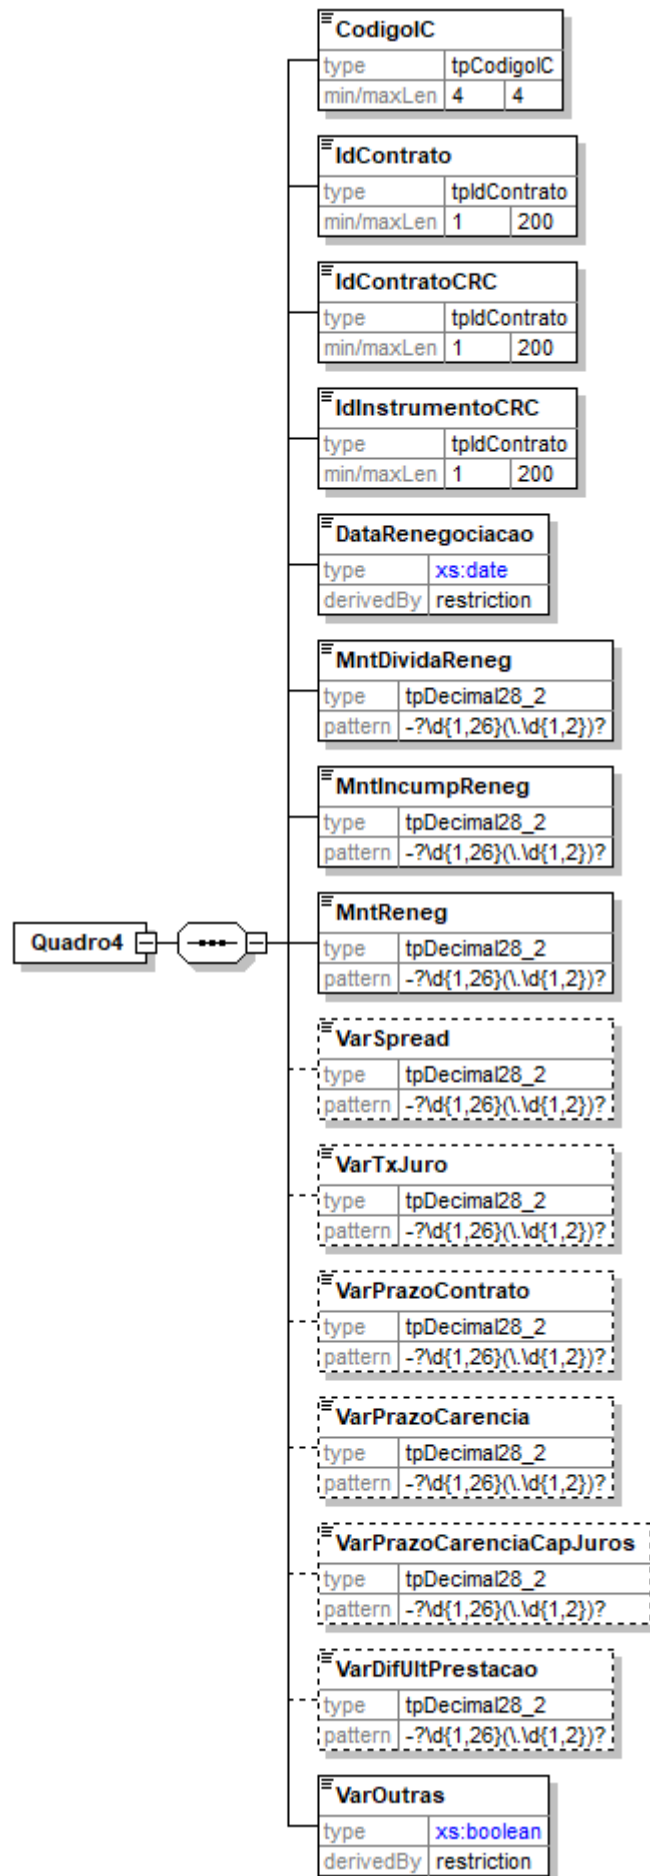 CodigoIC
type tpCodigoIC
min/maxLen 4 4
IdContrato
type tpIdContrato
min/maxLen 1 200
IdContratoCRC
type tpIdContrato
min/maxLen 1 200
IdInstrumentoCRC
type tpIdContrato
min/maxLen 1 200
DataRenegociacao
type xs:date
derivedBy restriction
MntDividaReneg
type tpDecimal28_2
pattern -?\d{1,26}(\.\d{1,2})?
MntIncumpReneg
type tpDecimal28_2
pattern -?\d{1,26}(\.\d{1,2})?
Quadro4
MntReneg
type tpDecimal28_2
pattern -?\d{1,26}(\.\d{1,2})?
VarSpread
type tpDecimal28_2
pattern -?\d{1,26}(\.\d{1,2})?
VarTxJuro
type tpDecimal28_2
pattern -?\d{1,26}(\.\d{1,2})?
VarPrazoContrato
type tpDecimal28_2
pattern -?\d{1,26}(\.\d{1,2})?
VarPrazoCarencia
type tpDecimal28_2
pattern -?\d{1,26}(\.\d{1,2})?
VarPrazoCarenciaCapJuros
type tpDecimal28_2
pattern -?\d{1,26}(\.\d{1,2})?
VarDifUltPrestacao
type tpDecimal28_2
pattern -?\d{1,26}(\.\d{1,2})?
VarOutras
type xs:boolean
derivedBy restriction